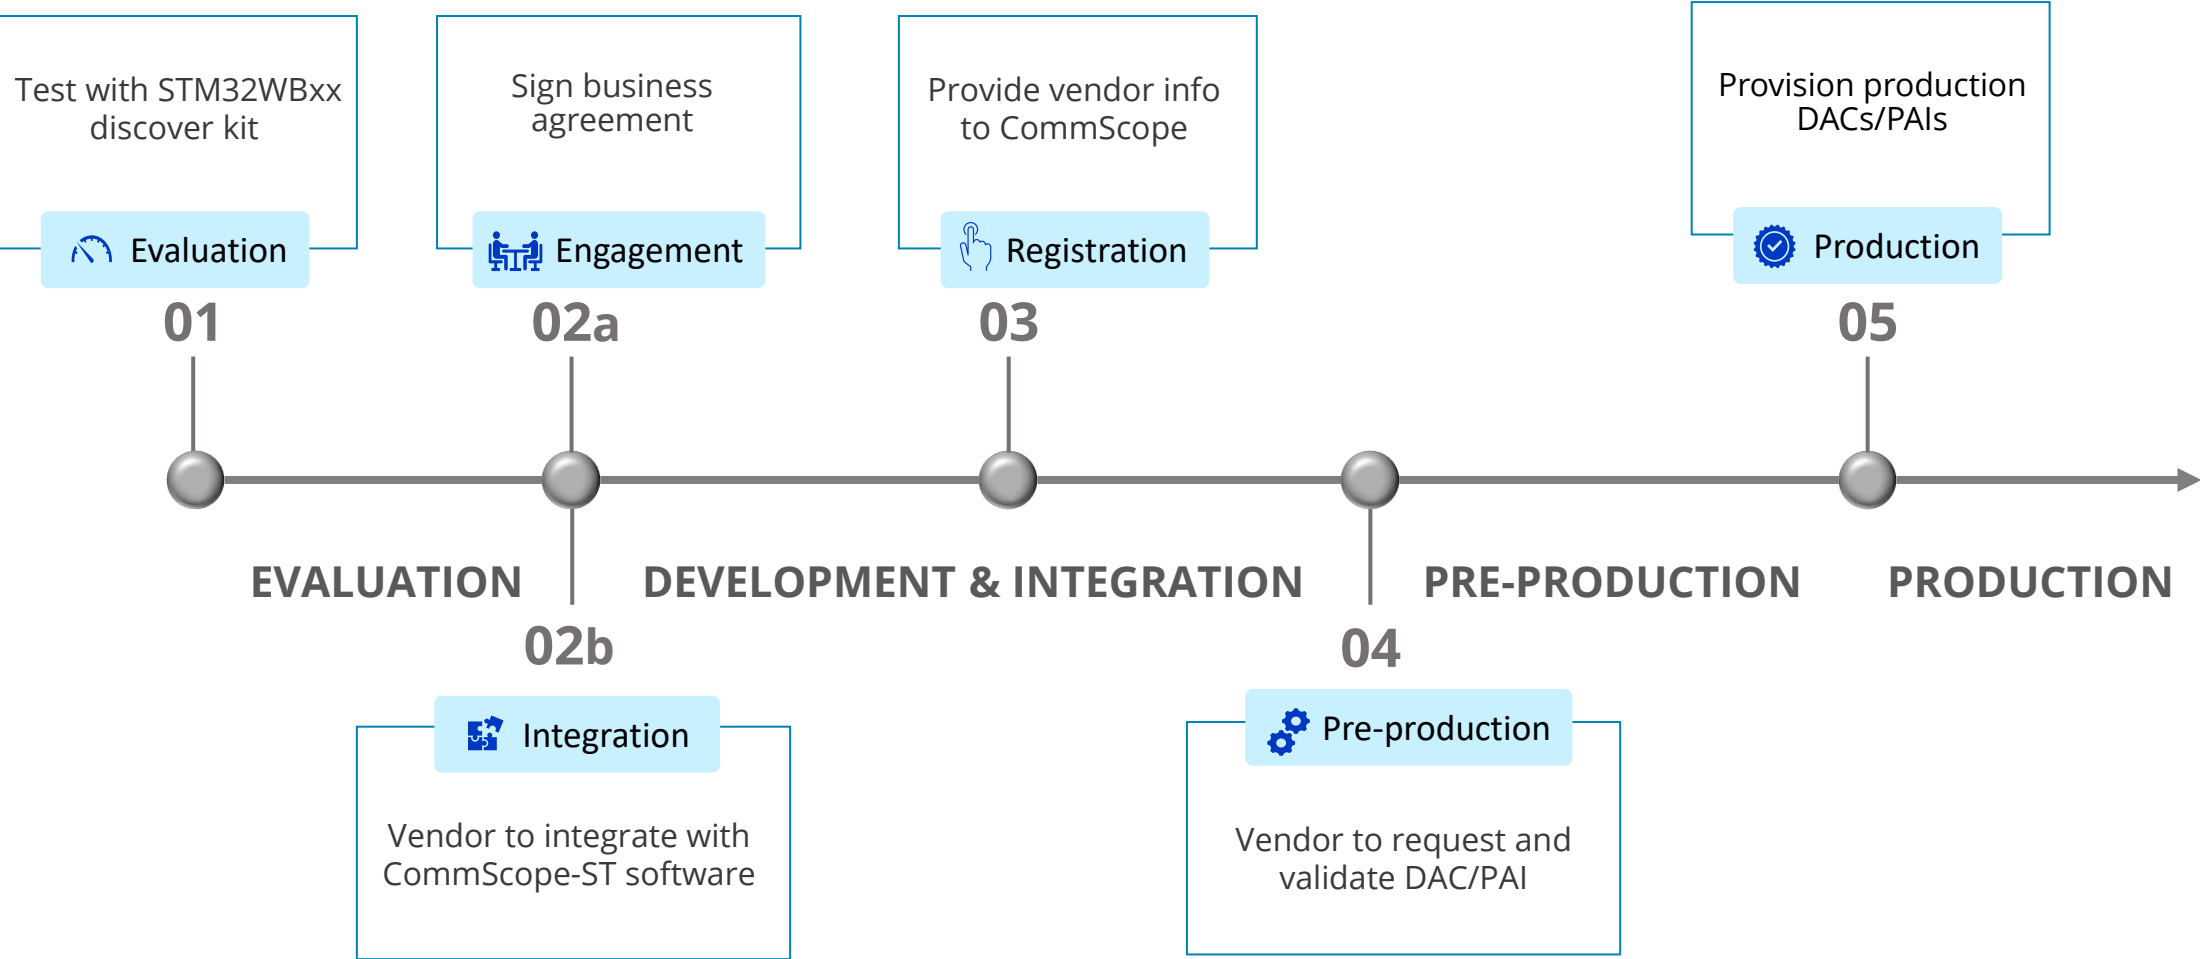 Test with STM32WBxx
discover kit
Evaluation
01
Sign business
agreement
Engagement
02a
Provide vendor info
to CommScope
Registration
03
Provision production
DACs/PAIs
Production
05
EVALUATION
DEVELOPMENT & INTEGRATION
PRE-PRODUCTION
PRODUCTION
02b
Integration
Vendor to integrate with
CommScope-ST software
04
Pre-production
Vendor to request and
validate DAC/PAI